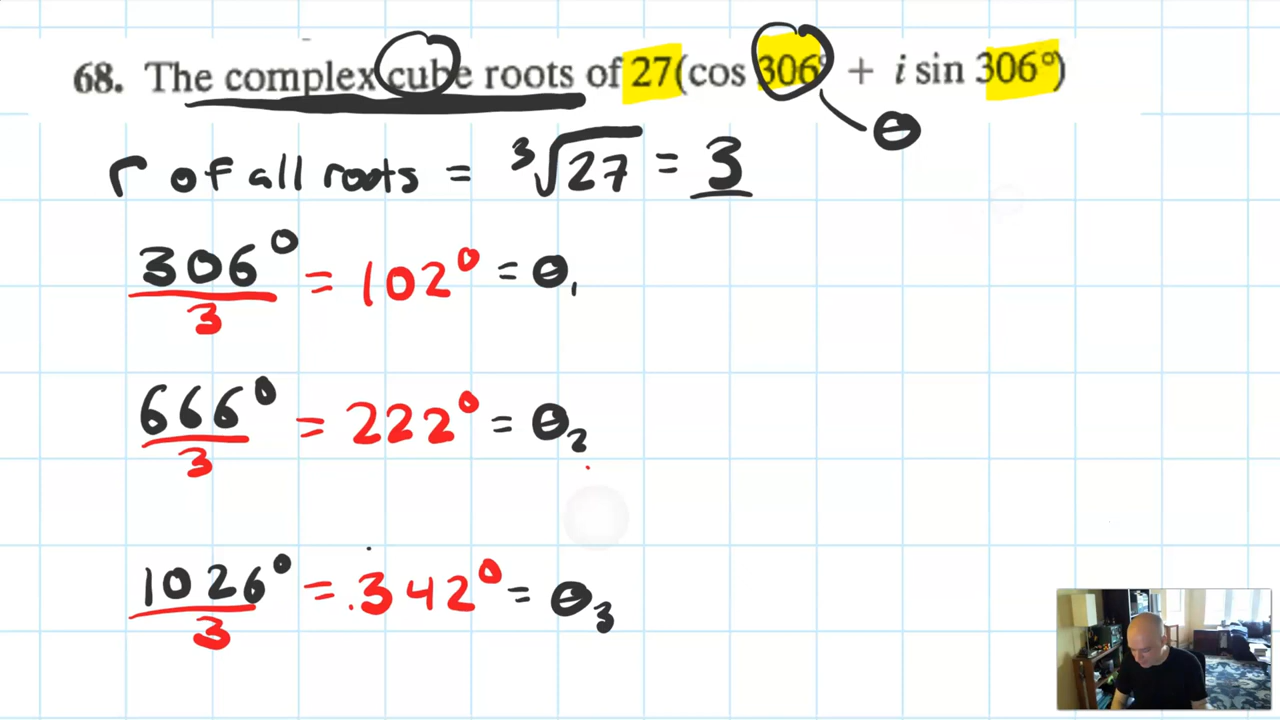 68. The complex cube roots of 27(cos 306° + i sin 306°)
θ
r of all roots = ³√27 = 3
306°/3 = 102° = θ₁
666°/3 = 222° = θ₂
1026°/3 = 342° = θ₃